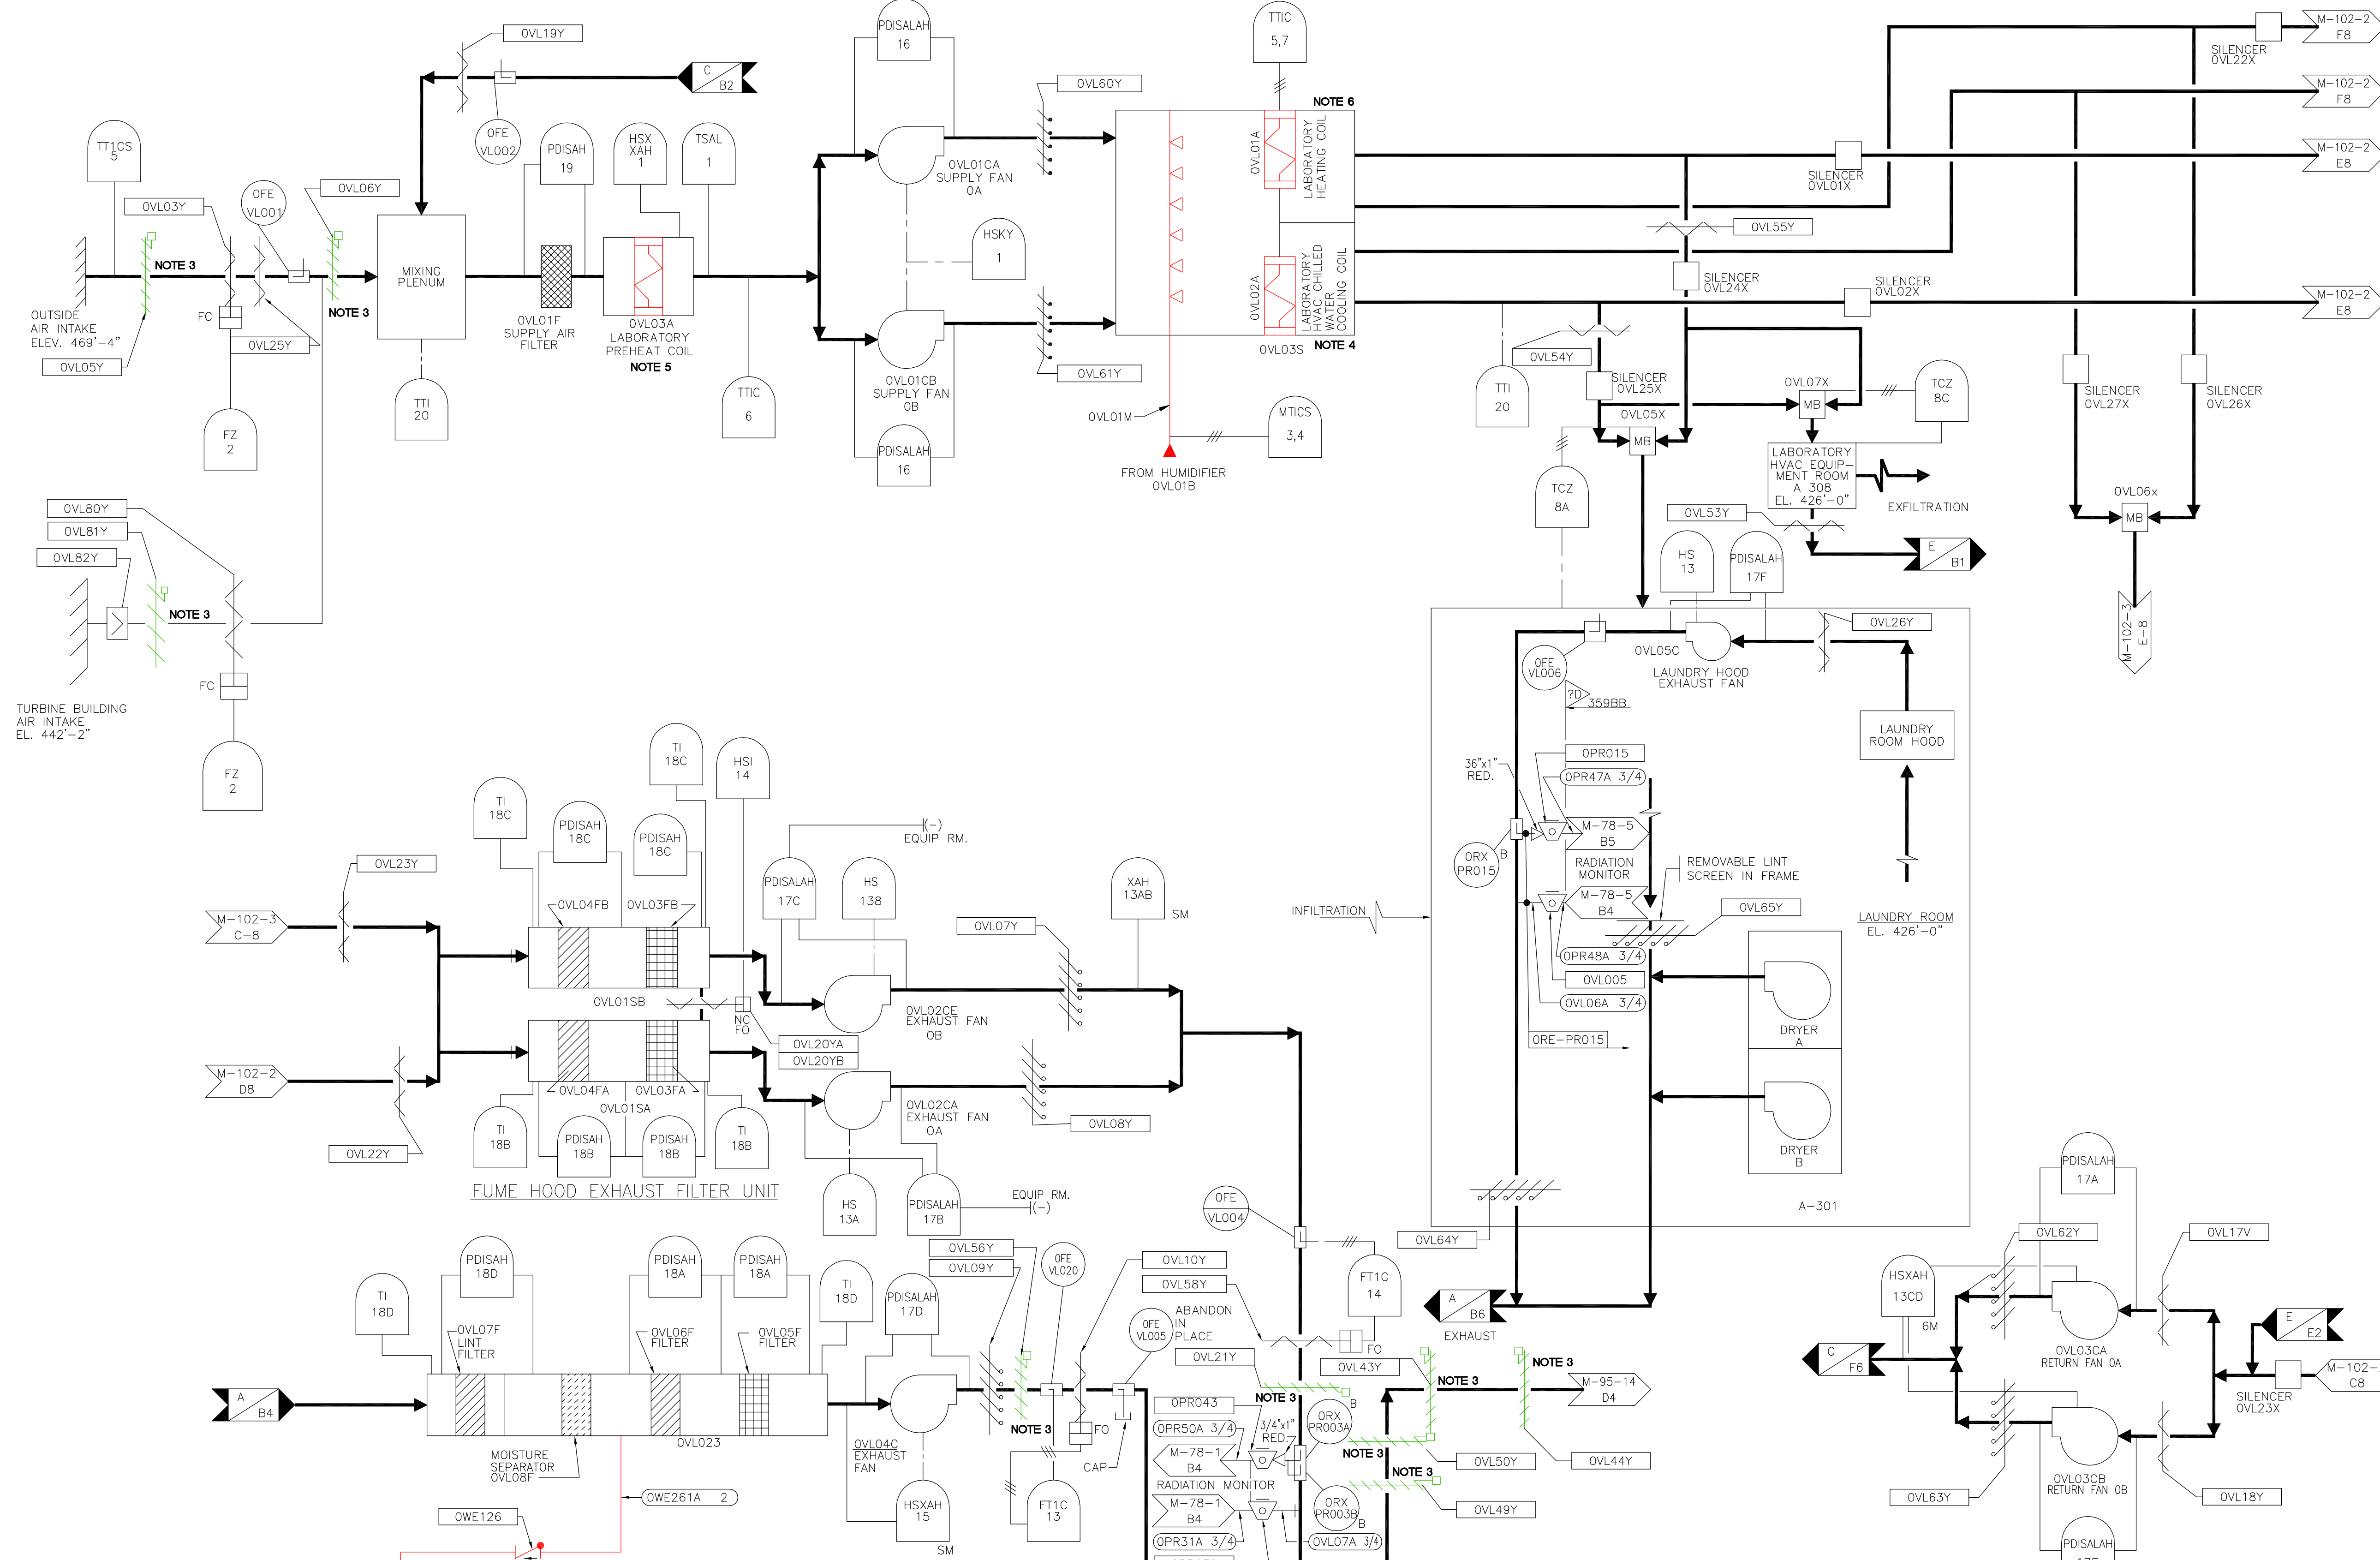 OVL19Y
C
B2
OFE
VL002
TT1CS
5
OVL03Y
OFE
VL001
OVL06Y
NOTE 3
NOTE 3
FC
OUTSIDE
AIR INTAKE
ELEV. 469'-4"
OVL05Y
OVL25Y
FZ
2
MIXING
PLENUM
TTI
20
PDISAH
19
OVL01F
SUPPLY AIR
FILTER
HSX
XAH
1
OVL03A
LABORATORY
PREHEAT COIL
NOTE 5
TSAL
1
TTIC
6
PDISALAH
16
OVL01CA
SUPPLY FAN
0A
HSKY
1
OVL01CB
SUPPLY FAN
0B
PDISALAH
16
OVL60Y
OVL61Y
TTIC
5,7
NOTE 6
OVL01A
LABORATORY
HEATING COIL
OVL02A
LABORATORY
HVAC CHILLED
WATER
COOLING COIL
OVL03S
NOTE 4
OVL01M
MTICS
3,4
FROM HUMIDIFIER
OVL01B
SILENCER
OVL22X
M-102-2
F8
M-102-2
F8
M-102-2
E8
SILENCER
OVL01X
OVL55Y
SILENCER
OVL24X
SILENCER
OVL02X
M-102-2
E8
OVL54Y
TTI
20
SILENCER
OVL25X
OVL05X
MB
OVL07X
MB
TCZ
8C
SILENCER
OVL27X
SILENCER
OVL26X
LABORATORY
HVAC EQUIP-
MENT ROOM
A 308
EL. 426'-0"
EXFILTRATION
TCZ
8A
OVL53Y
E
B1
OVL06x
MB
M-102-3
E-8
OVL80Y
OVL81Y
OVL82Y
NOTE 3
FC
TURBINE BUILDING
AIR INTAKE
EL. 442'-2"
FZ
2
HS
13
PDISALAH
17F
OVL26Y
OVL05C
LAUNDRY HOOD
EXHAUST FAN
OFE
VL006
?D
359BB
LAUNDRY
ROOM HOOD
OPR015
36"x1"
RED.
OPR47A 3/4
M-78-5
B5
ORX
PR015
B
RADIATION
MONITOR
M-78-5
B4
REMOVABLE LINT
SCREEN IN FRAME
OVL65Y
LAUNDRY ROOM
EL. 426'-0"
INFILTRATION
OPR48A 3/4
OVL005
OVL06A 3/4
ORE-PR015
DRYER
A
DRYER
B
A-301
OVL64Y
A
B6
EXHAUST
TI
18C
TI
18C
HSI
14
PDISAH
18C
PDISAH
18C
(-)
EQUIP RM.
PDISALAH
17C
HS
138
XAH
13AB
SM
OVL23Y
M-102-3
C-8
OVL04FB
OVL03FB
OVL07Y
OVL01SB
NC
FO
OVL20YA
OVL20YB
OVL02CE
EXHAUST FAN
0B
M-102-2
D8
OVL22Y
OVL04FA
OVL03FA
OVL01SA
TI
18B
PDISAH
18B
PDISAH
18B
TI
18B
OVL02CA
EXHAUST FAN
0A
OVL08Y
FUME HOOD EXHAUST FILTER UNIT
HS
13A
PDISALAH
17B
EQUIP RM.
(-)
OFE
VL004
FT1C
14
TI
18D
PDISAH
18D
PDISAH
18A
PDISAH
18A
TI
18D
PDISALAH
17D
OVL56Y
OVL09Y
OFE
VL020
OVL10Y
OVL58Y
OFE
VL005
ABANDON
IN
PLACE
FO
OVL07F
LINT
FILTER
OVL06F
FILTER
OVL05F
FILTER
A
B4
MOISTURE
SEPARATOR
OVL08F
OVL023
OVL04C
EXHAUST
FAN
NOTE 3
FO
CAP
OWE261A 2
OWE126
HSXAH
15
SM
FT1C
13
OVL21Y
NOTE 3
B
OPR043
ORX
PR003A
OPR50A 3/4
3/4"x1"
RED.
M-78-1
B4
RADIATION MONITOR
M-78-1
B4
ORX
PR003B
B
OPR31A 3/4
OVL07A 3/4
OVL43Y
NOTE 3
NOTE 3
M-95-14
D4
NOTE 3
OVL50Y
OVL44Y
NOTE 3
OVL49Y
PDISALAH
17A
OVL62Y
OVL17V
HSXAH
13CD
6M
C
F6
OVL03CA
RETURN FAN 0A
E
E2
SILENCER
OVL23X
C8
OVL03CB
RETURN FAN 0B
OVL63Y
OVL18Y
PDISALAH